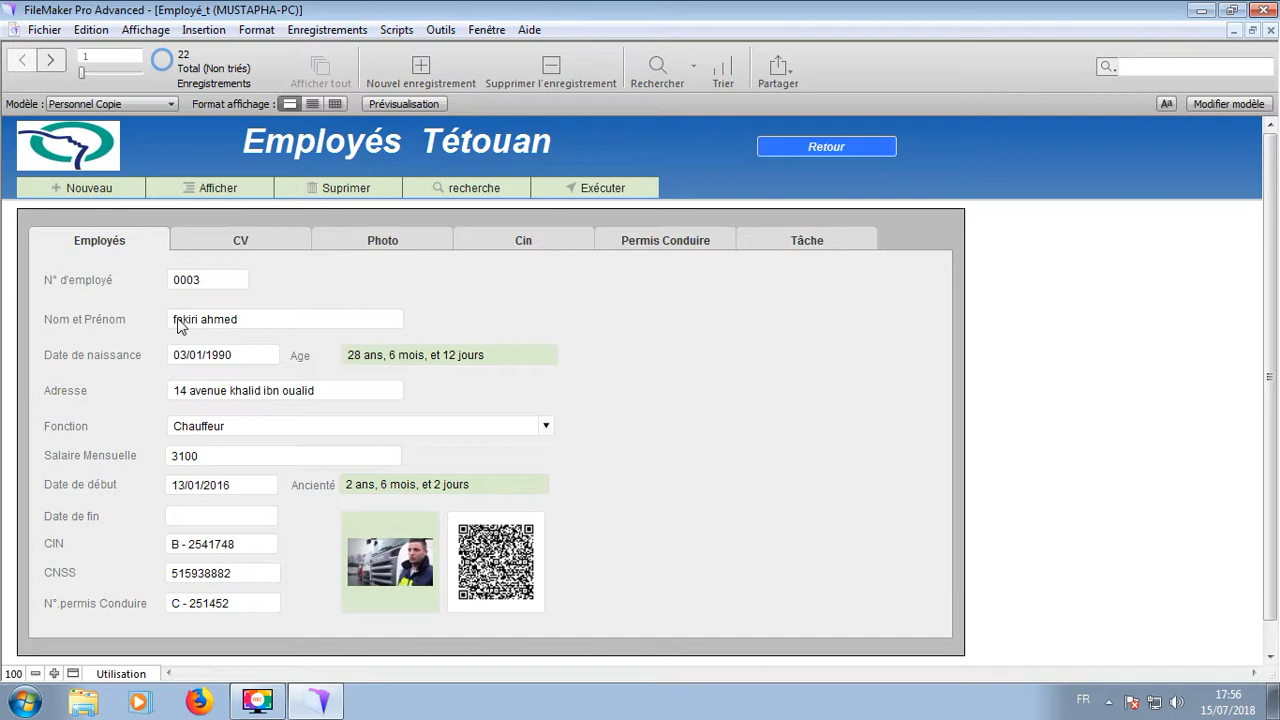 FileMaker Pro Advanced - [Employé_t (MUSTAPHA-PC)]
Fichier Edition Affichage Insertion Format Enregistrements Scripts Outils Fenêtre Aide
1
22
Total (Non triés)
Enregistrements
Afficher tout
Nouvel enregistrement
Supprimer l'enregistrement
Rechercher
Trier
Partager
Modèle : Personnel Copie
Format affichage :
Prévisualisation
Aa
Modifier modèle
Employés Tétouan
Retour
Nouveau
Afficher
Suprimer
recherche
Exécuter
Employés
CV
Photo
Cin
Permis Conduire
Tâche
N° d'employé 0003
Nom et Prénom fekiri ahmed
Date de naissance 03/01/1990 Age 28 ans, 6 mois, et 12 jours
Adresse 14 avenue khalid ibn oualid
Fonction Chauffeur
Salaire Mensuelle 3100
Date de début 13/01/2016 Ancienté 2 ans, 6 mois, et 2 jours
Date de fin
CIN B - 2541748
CNSS 515938882
N°.permis Conduire C - 251452
100
Utilisation
FR
17:56
15/07/2018